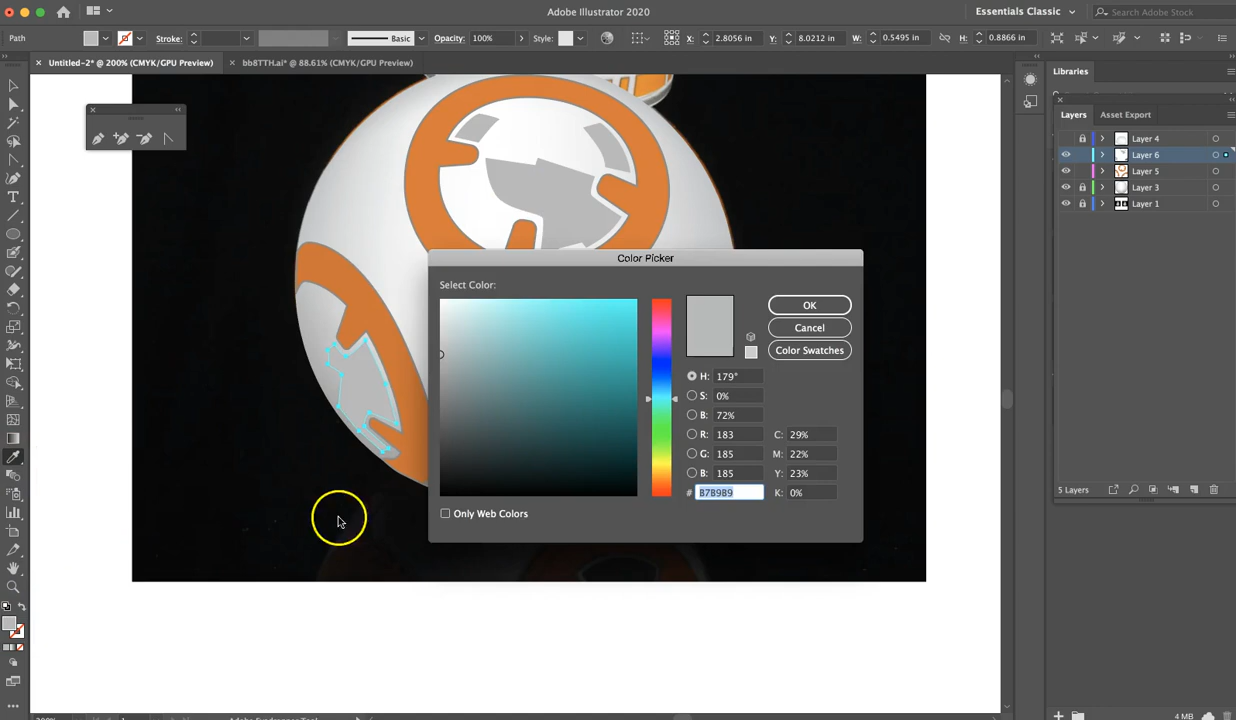 Adobe Illustrator 2020
Essentials Classic
Search Adobe Stock
Path
Stroke:
Basic
Opacity: 100%
Style:
X: 2.8056 in
Y: 8.0212 in
W: 0.5495 in
H: 0.8866 in
Untitled-2* @ 200% (CMYK/GPU Preview)
bb8TTH.ai* @ 88.61% (CMYK/GPU Preview)
Libraries
Layers
Asset Export
Layer 4
Layer 6
Layer 5
Layer 3
Layer 1
Color Picker
Select Color:
OK
Cancel
Color Swatches
H: 179°
S: 0%
B: 72%
R: 183
C: 29%
G: 185
M: 22%
B: 185
Y: 23%
# B7B9B9
K: 0%
Only Web Colors
5 Layers
4 MB